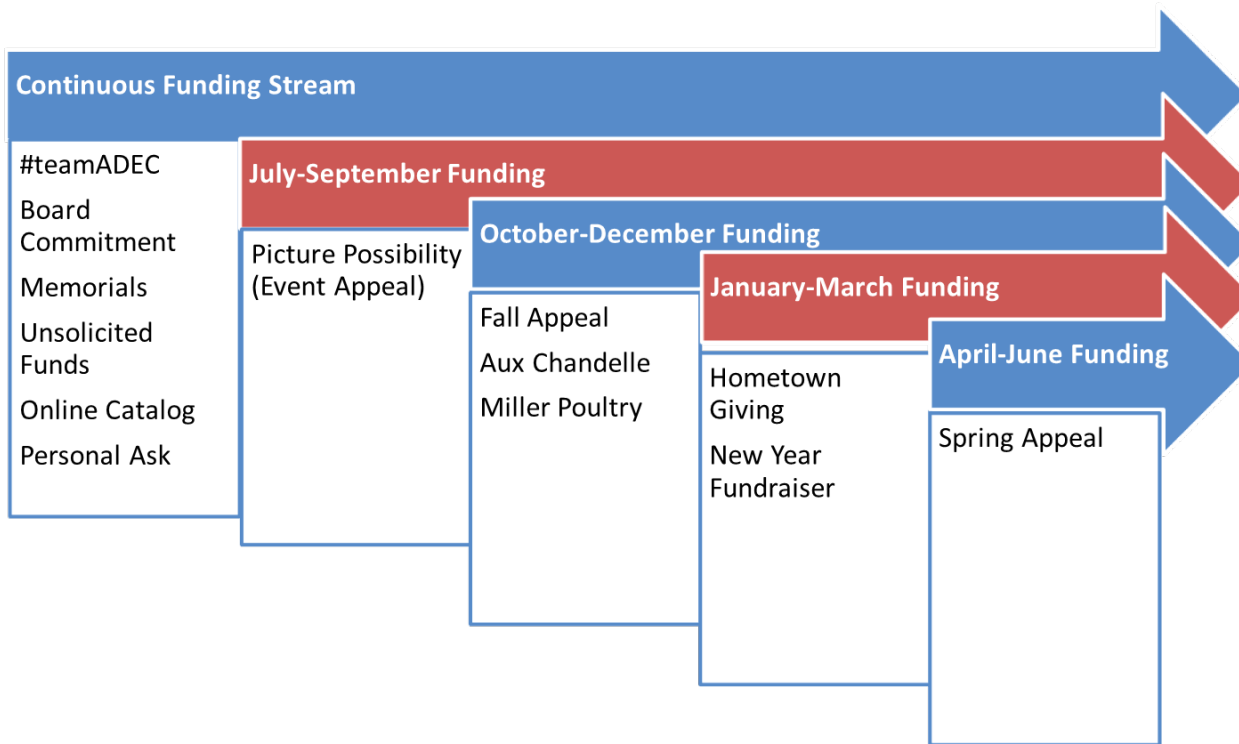 Continuous Funding Stream
#teamADEC
Board
Commitment
Memorials
Unsolicited
Funds
Online Catalog
Personal Ask
July-September Funding
Picture Possibility
(Event Appeal)
October-December Funding
Fall Appeal
Aux Chandelle
Miller Poultry
January-March Funding
Hometown
Giving
New Year
Fundraiser
April-June Funding
Spring Appeal